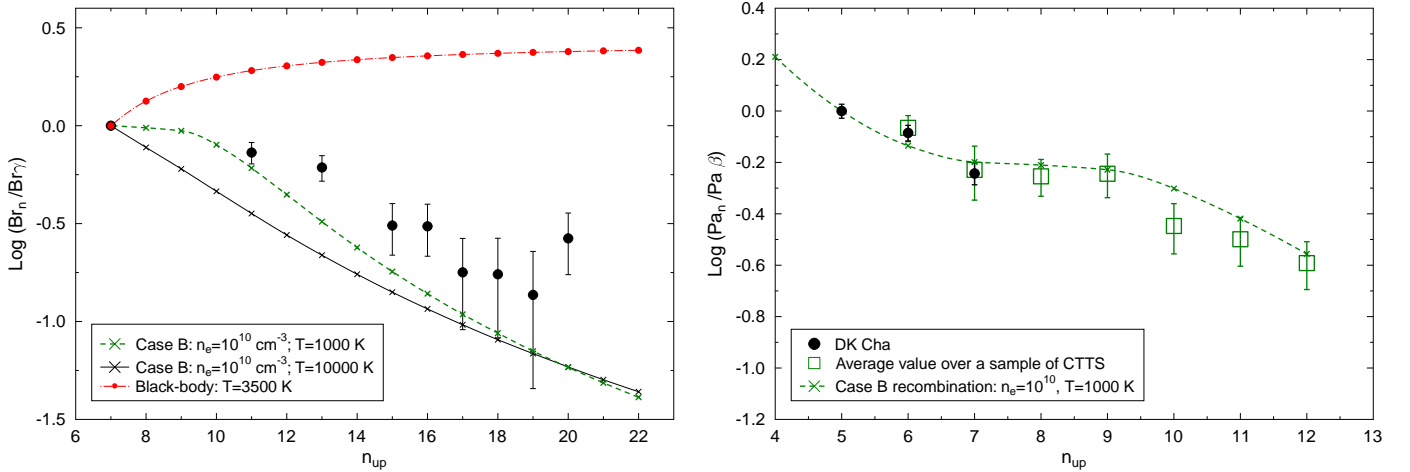 0.5
0.0
-0.5
-1.0
-1.5
Log (Br_n/Brγ)
Case B: n_e=10^10 cm^-3; T=1000 K
Case B: n_e=10^10 cm^-3; T=10000 K
Black-body: T=3500 K
6 8 10 12 14 16 18 20 22
n_up
0.4
0.2
0.0
-0.2
-0.4
-0.6
-0.8
-1.0
-1.2
Log (Pa_n/Pa β)
DK Cha
Average value over a sample of CTTS
Case B recombination: n_e=10^10, T=1000 K
4 5 6 7 8 9 10 11 12 13
n_up